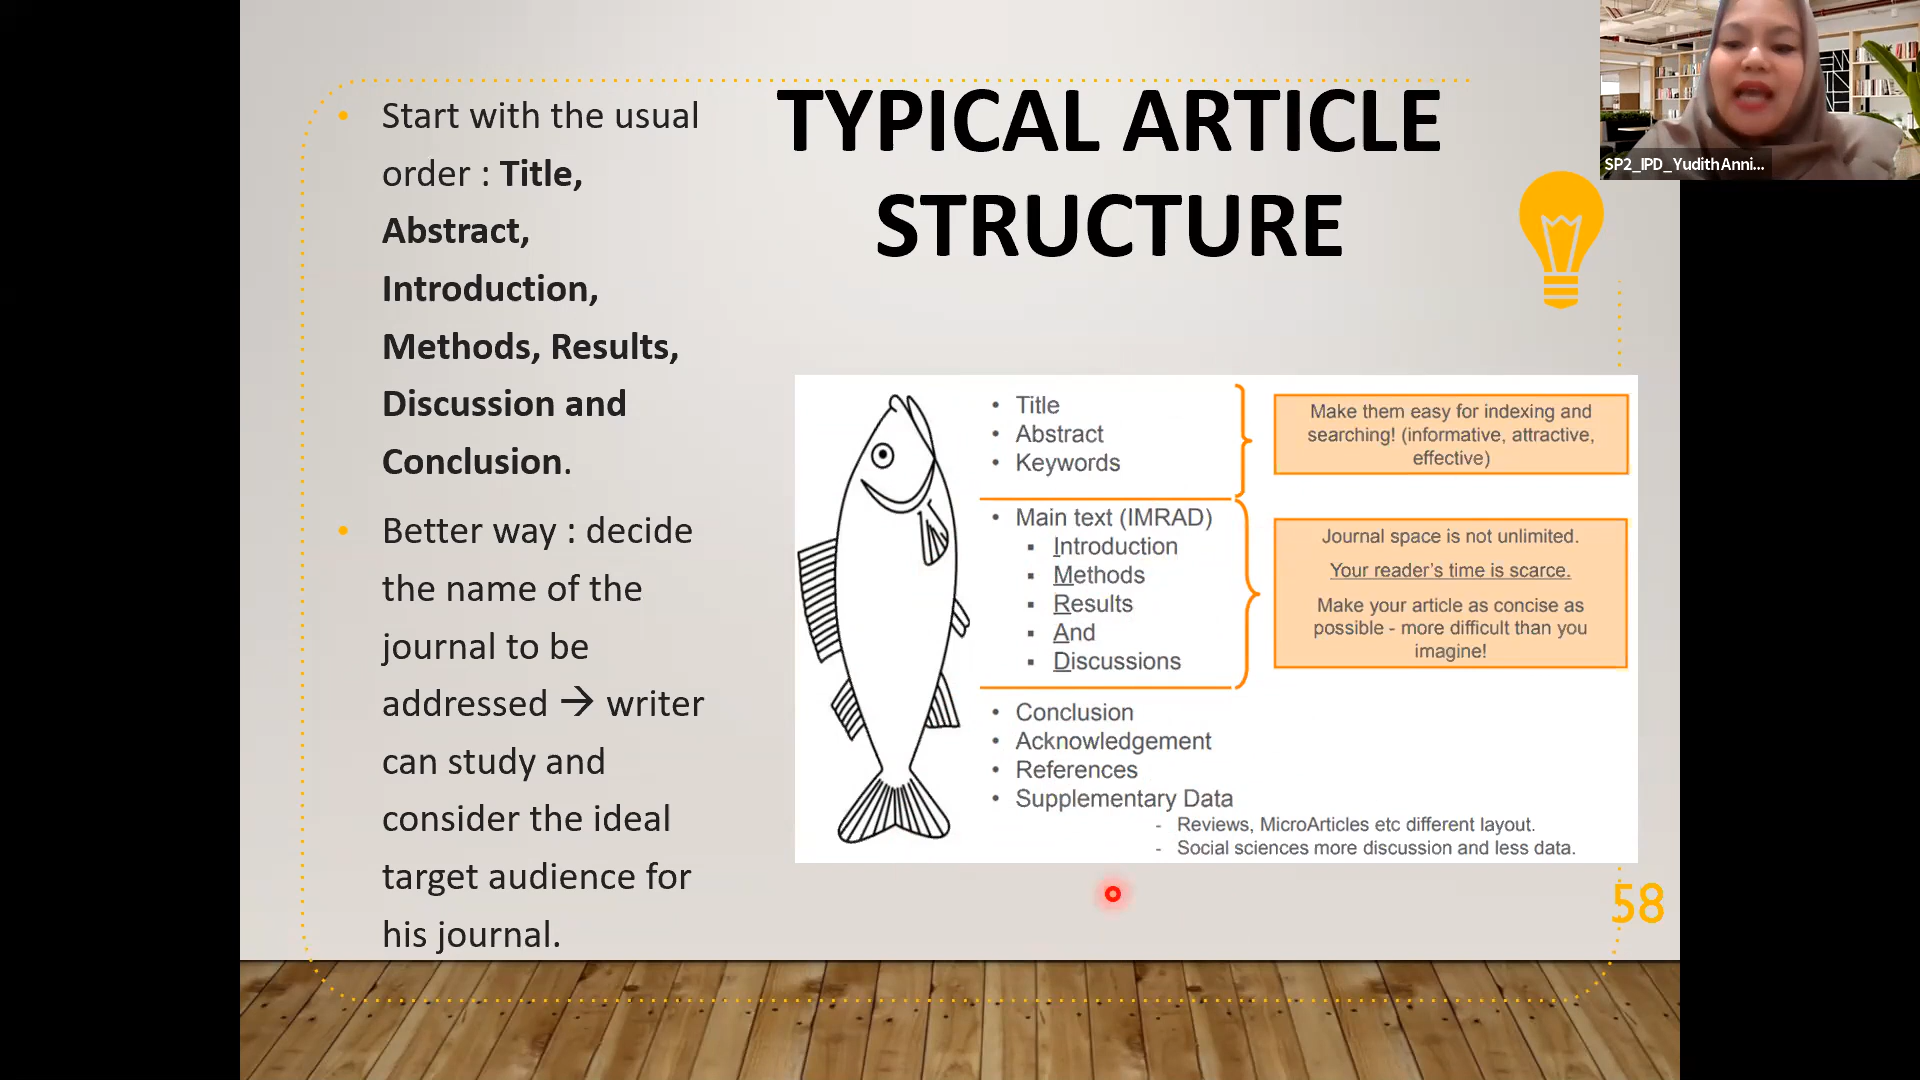 TYPICAL ARTICLE
STRUCTURE
• Start with the usual
order : Title,
Abstract,
Introduction,
Methods, Results,
Discussion and
Conclusion.
• Better way : decide
the name of the
journal to be
addressed → writer
can study and
consider the ideal
target audience for
his journal.
• Title
• Abstract
• Keywords
Make them easy for indexing and
searching! (informative, attractive,
effective)
• Main text (IMRAD)
▪ Introduction
▪ Methods
▪ Results
▪ And
▪ Discussions
Journal space is not unlimited.
Your reader's time is scarce.
Make your article as concise as
possible - more difficult than you
imagine!
• Conclusion
• Acknowledgement
• References
• Supplementary Data
- Reviews, MicroArticles etc different layout.
- Social sciences more discussion and less data.
58
SP2_IPD_YudithAnni...